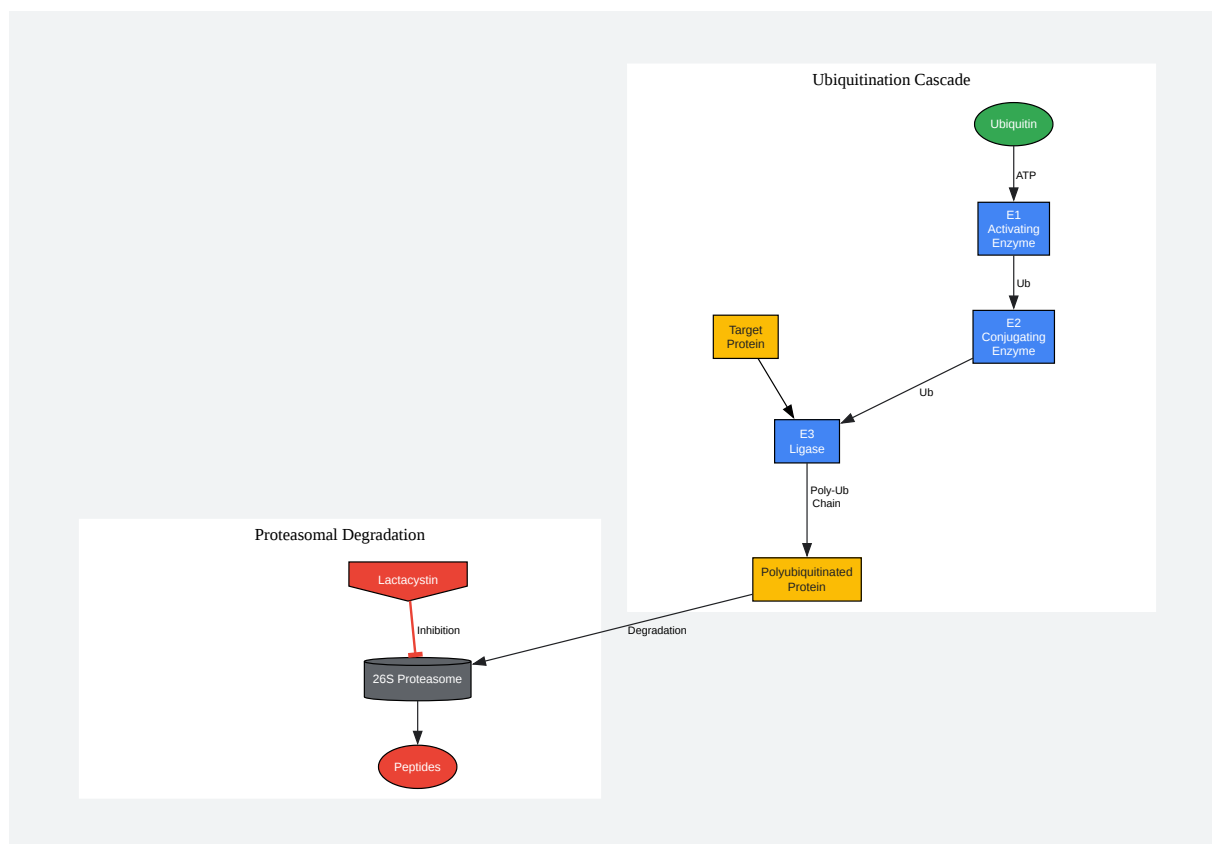 Ubiquitination Cascade
Ubiquitin
ATP
E1
Activating
Enzyme
Ub
E2
Conjugating
Enzyme
Target
Protein
Ub
E3
Ligase
Poly-Ub
Chain
Polyubiquitinated
Protein
Degradation
Proteasomal Degradation
Lactacystin
Inhibition
26S Proteasome
Peptides